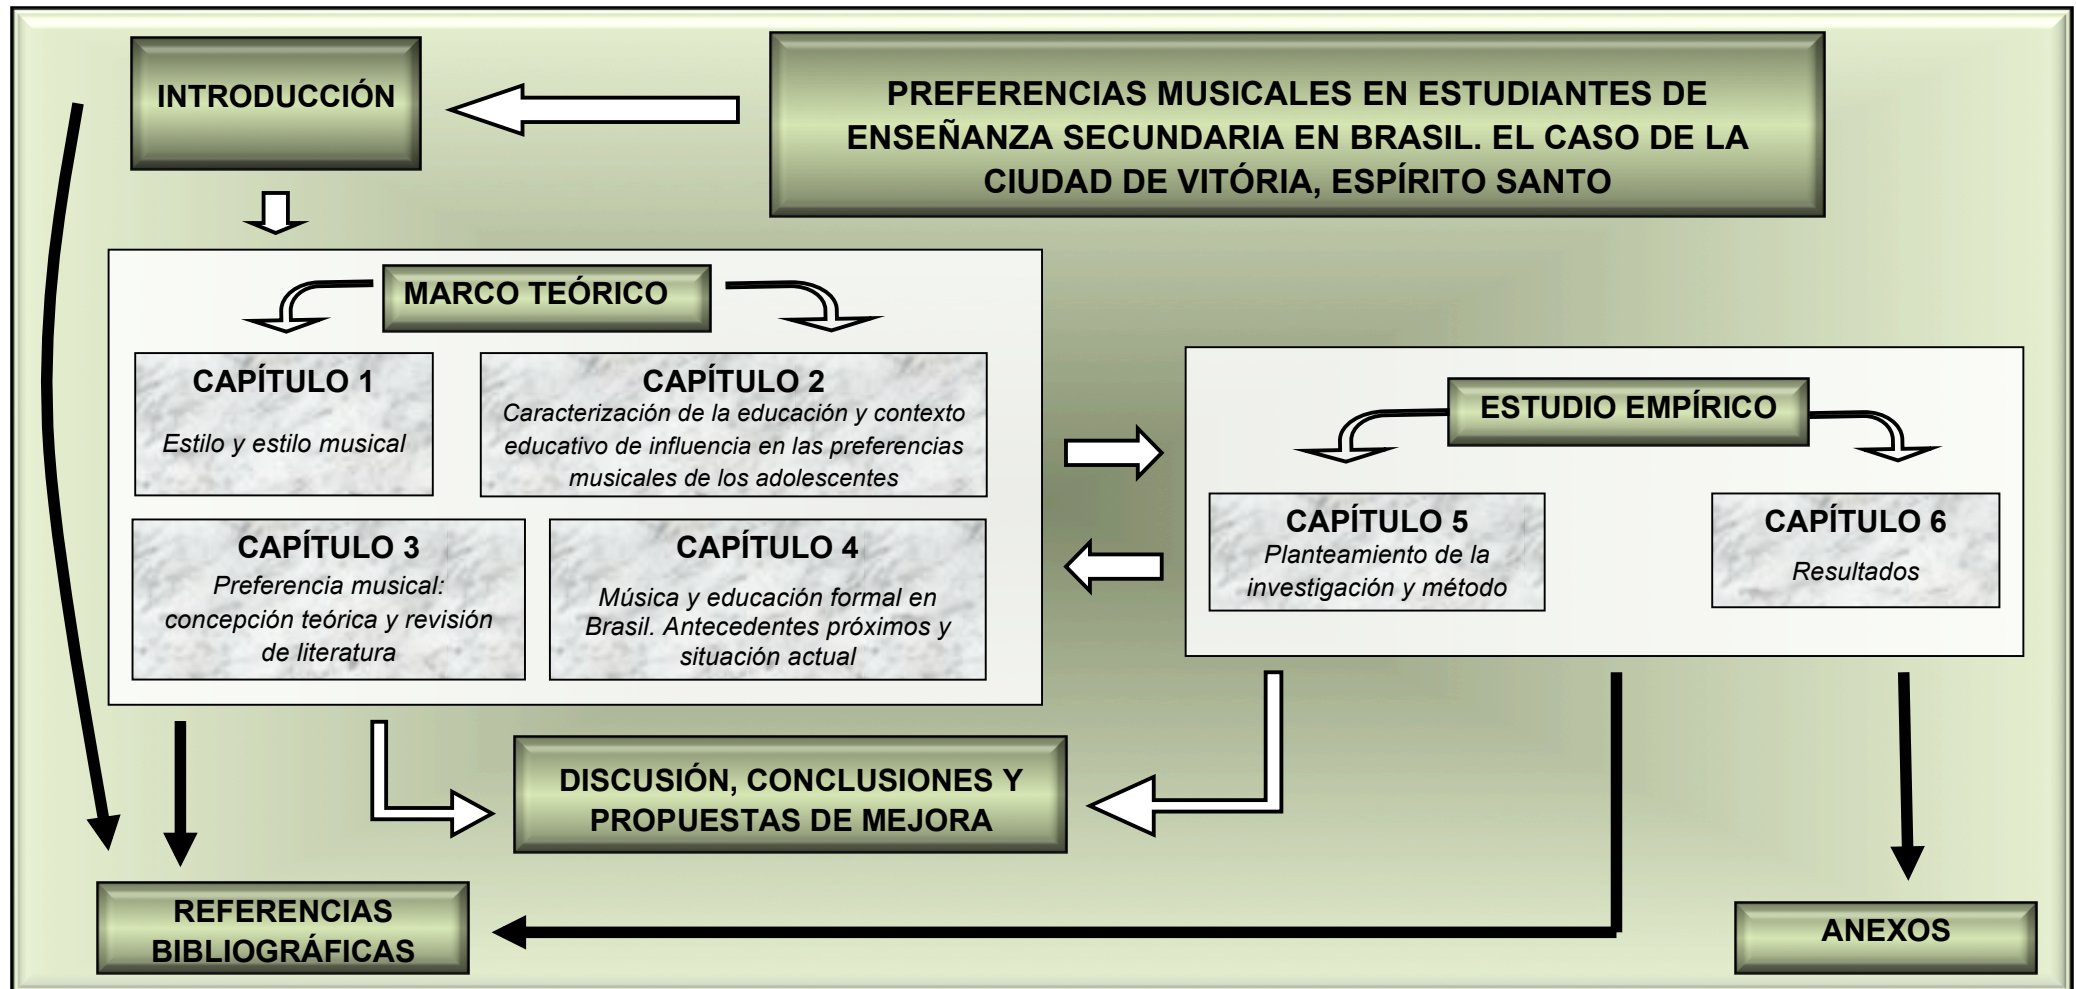 INTRODUCCIÓN
PREFERENCIAS MUSICALES EN ESTUDIANTES DE
ENSEÑANZA SECUNDARIA EN BRASIL. EL CASO DE LA
CIUDAD DE VITÓRIA, ESPÍRITO SANTO
MARCO TEÓRICO
CAPÍTULO 1
Estilo y estilo musical
CAPÍTULO 2
Caracterización de la educación y contexto
educativo de influencia en las preferencias
musicales de los adolescentes
CAPÍTULO 3
Preferencia musical:
concepción teórica y revisión
de literatura
CAPÍTULO 4
Música y educación formal en
Brasil. Antecedentes próximos y
situación actual
ESTUDIO EMPÍRICO
CAPÍTULO 5
Planteamiento de la
investigación y método
CAPÍTULO 6
Resultados
DISCUSIÓN, CONCLUSIONES Y
PROPUESTAS DE MEJORA
REFERENCIAS
BIBLIOGRÁFICAS
ANEXOS